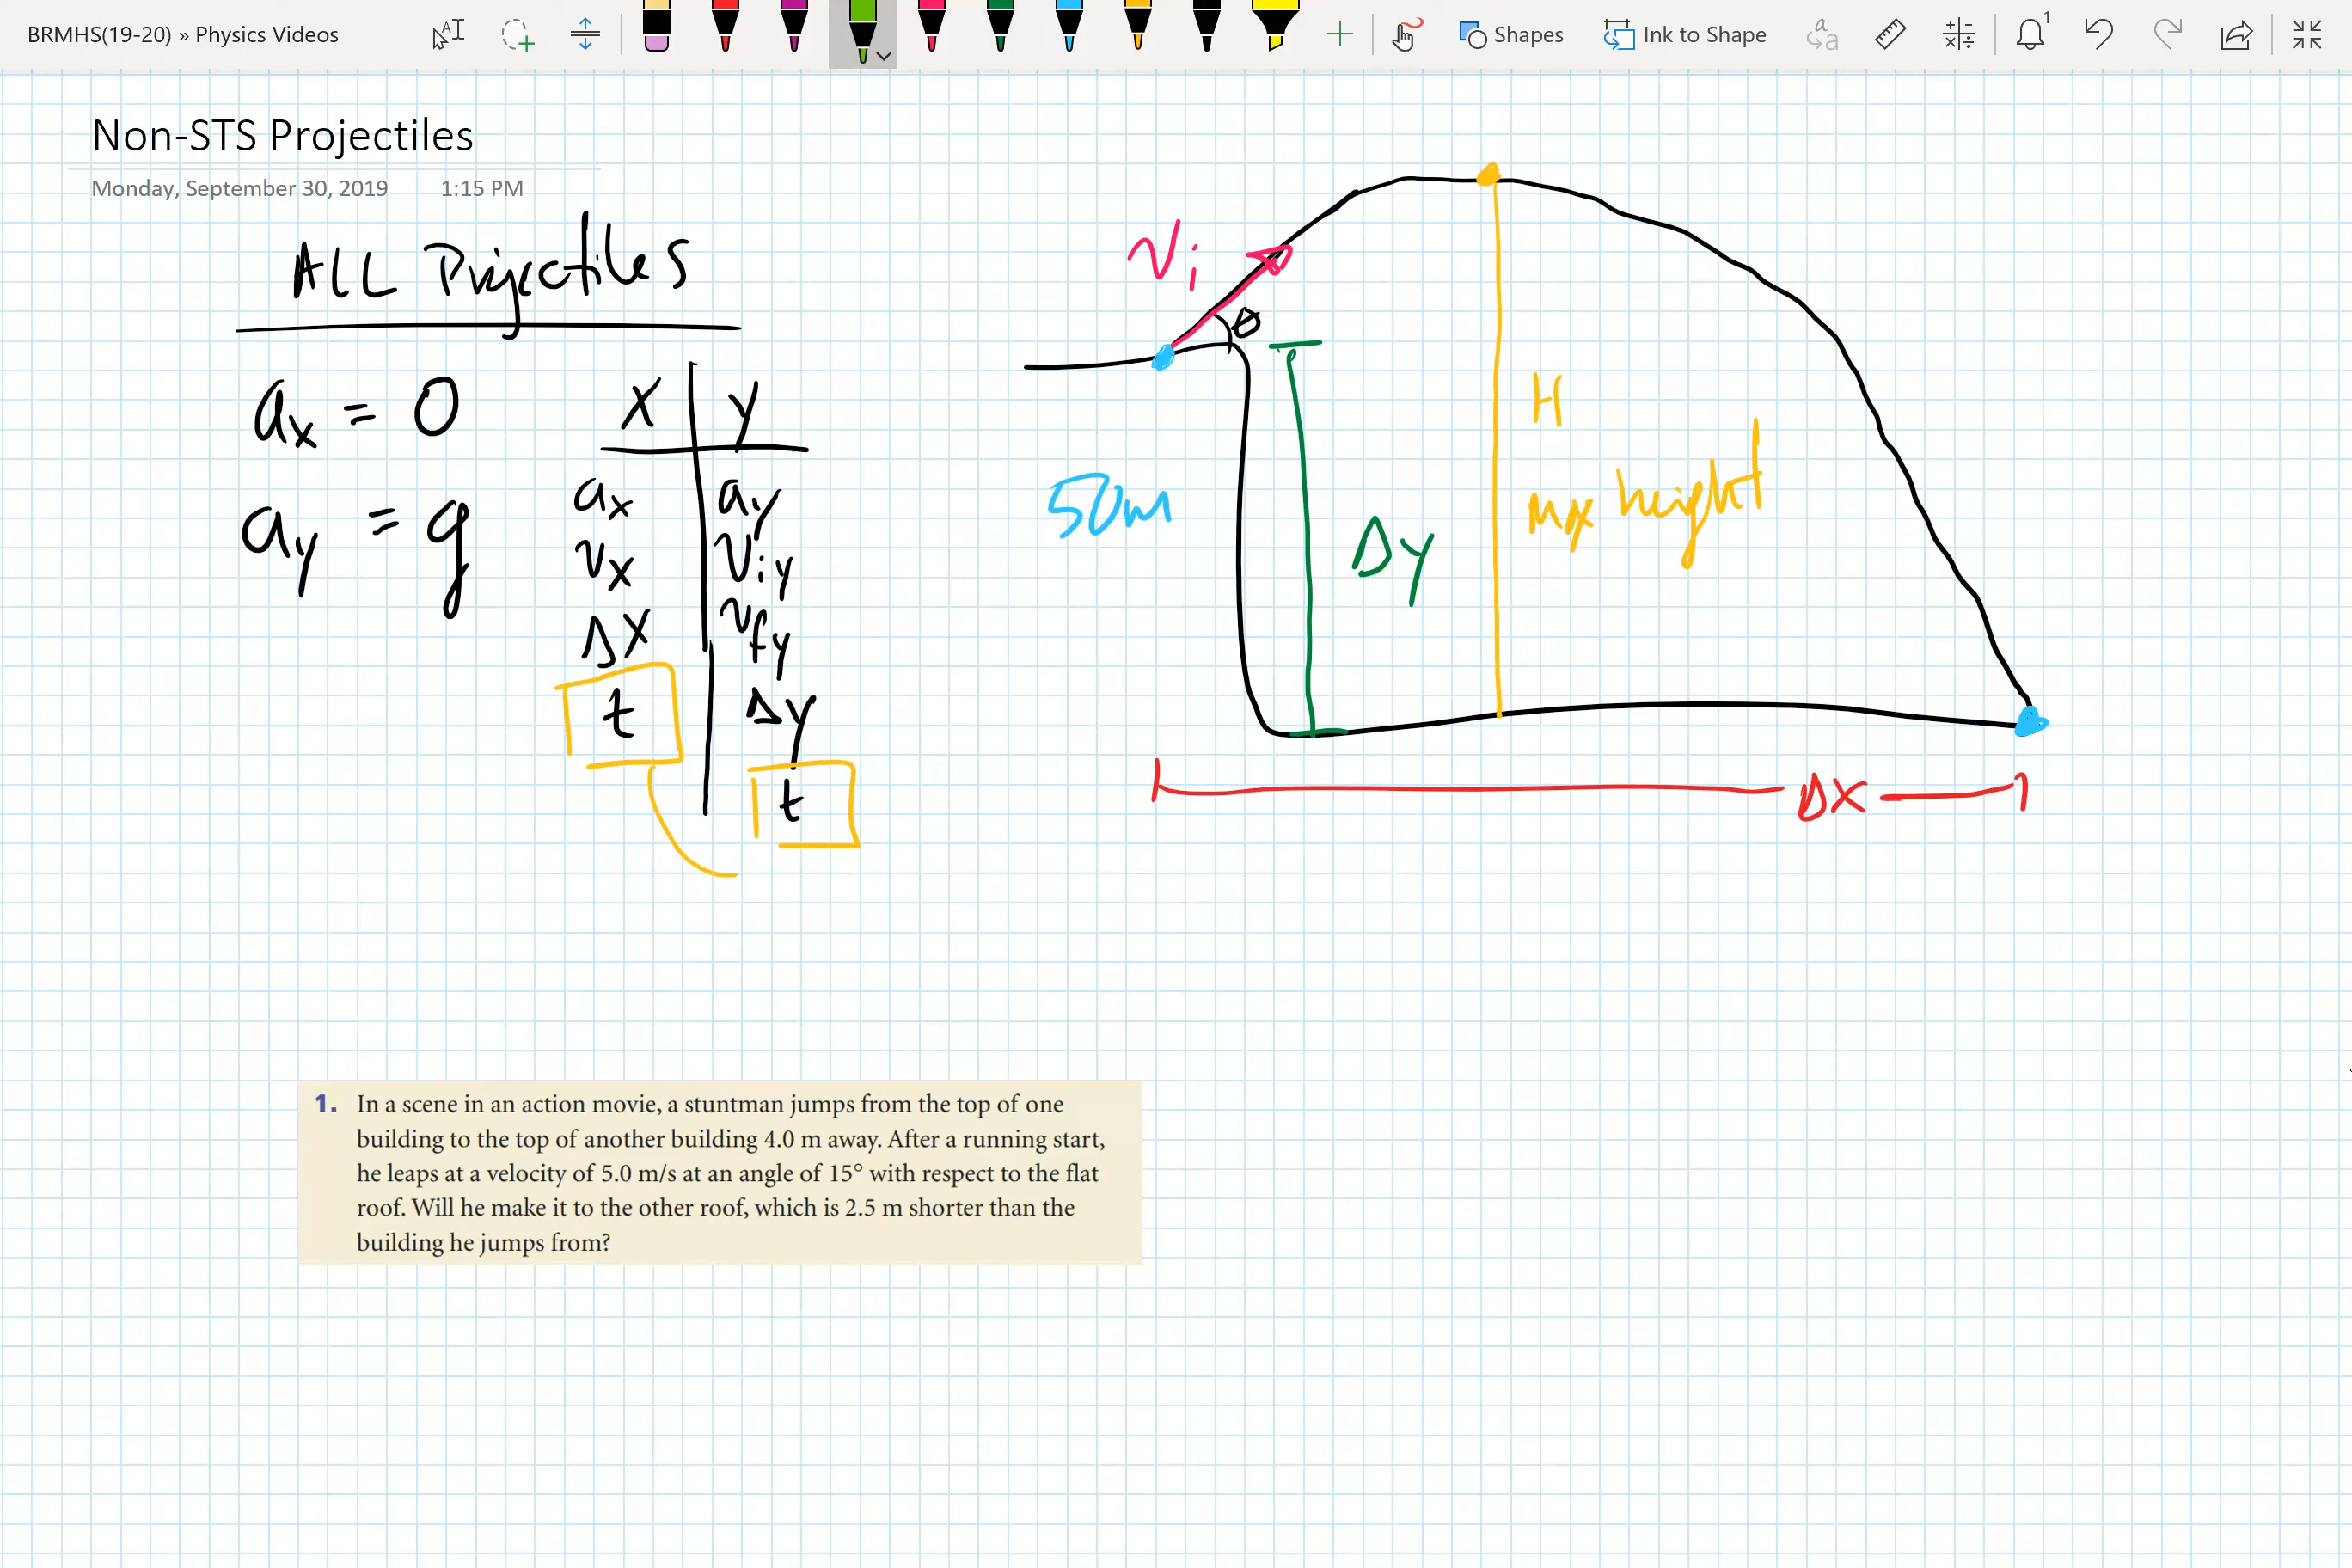 BRMHS(19-20) » Physics Videos
Shapes
Ink to Shape
1
Non-STS Projectiles
Monday, September 30, 2019 1:15 PM
ALL Projectiles
ax = 0
ay = g
x y
ax ay
vx viy
Δx vfy
t Δy
t
vi
θ
50m
Δy
H
max height
Δx
1. In a scene in an action movie, a stuntman jumps from the top of one
building to the top of another building 4.0 m away. After a running start,
he leaps at a velocity of 5.0 m/s at an angle of 15° with respect to the flat
roof. Will he make it to the other roof, which is 2.5 m shorter than the
building he jumps from?